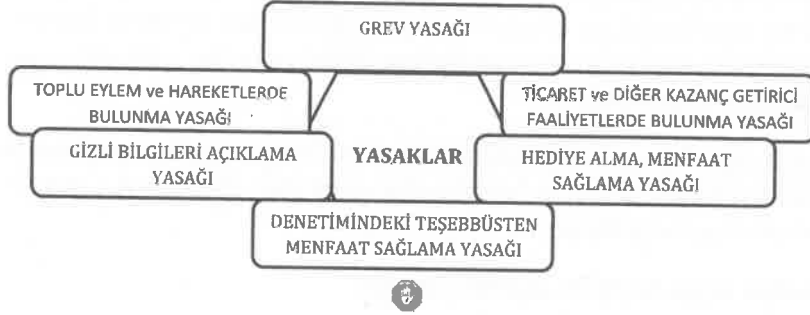 GREV YASAĞI
TOPLU EYLEM ve HAREKETLERDE
BULUNMA YASAĞI
TİCARET ve DİĞER KAZANÇ GETİRİCİ
FAALİYETLERDE BULUNMA YASAĞI
GİZLİ BİLGİLERİ AÇIKLAMA
YASAĞI
YASAKLAR
HEDİYE ALMA, MENFAAT
SAĞLAMA YASAĞI
DENETİMİNDEKİ TEŞEBBÜSTEN
MENFAAT SAĞLAMA YASAĞI